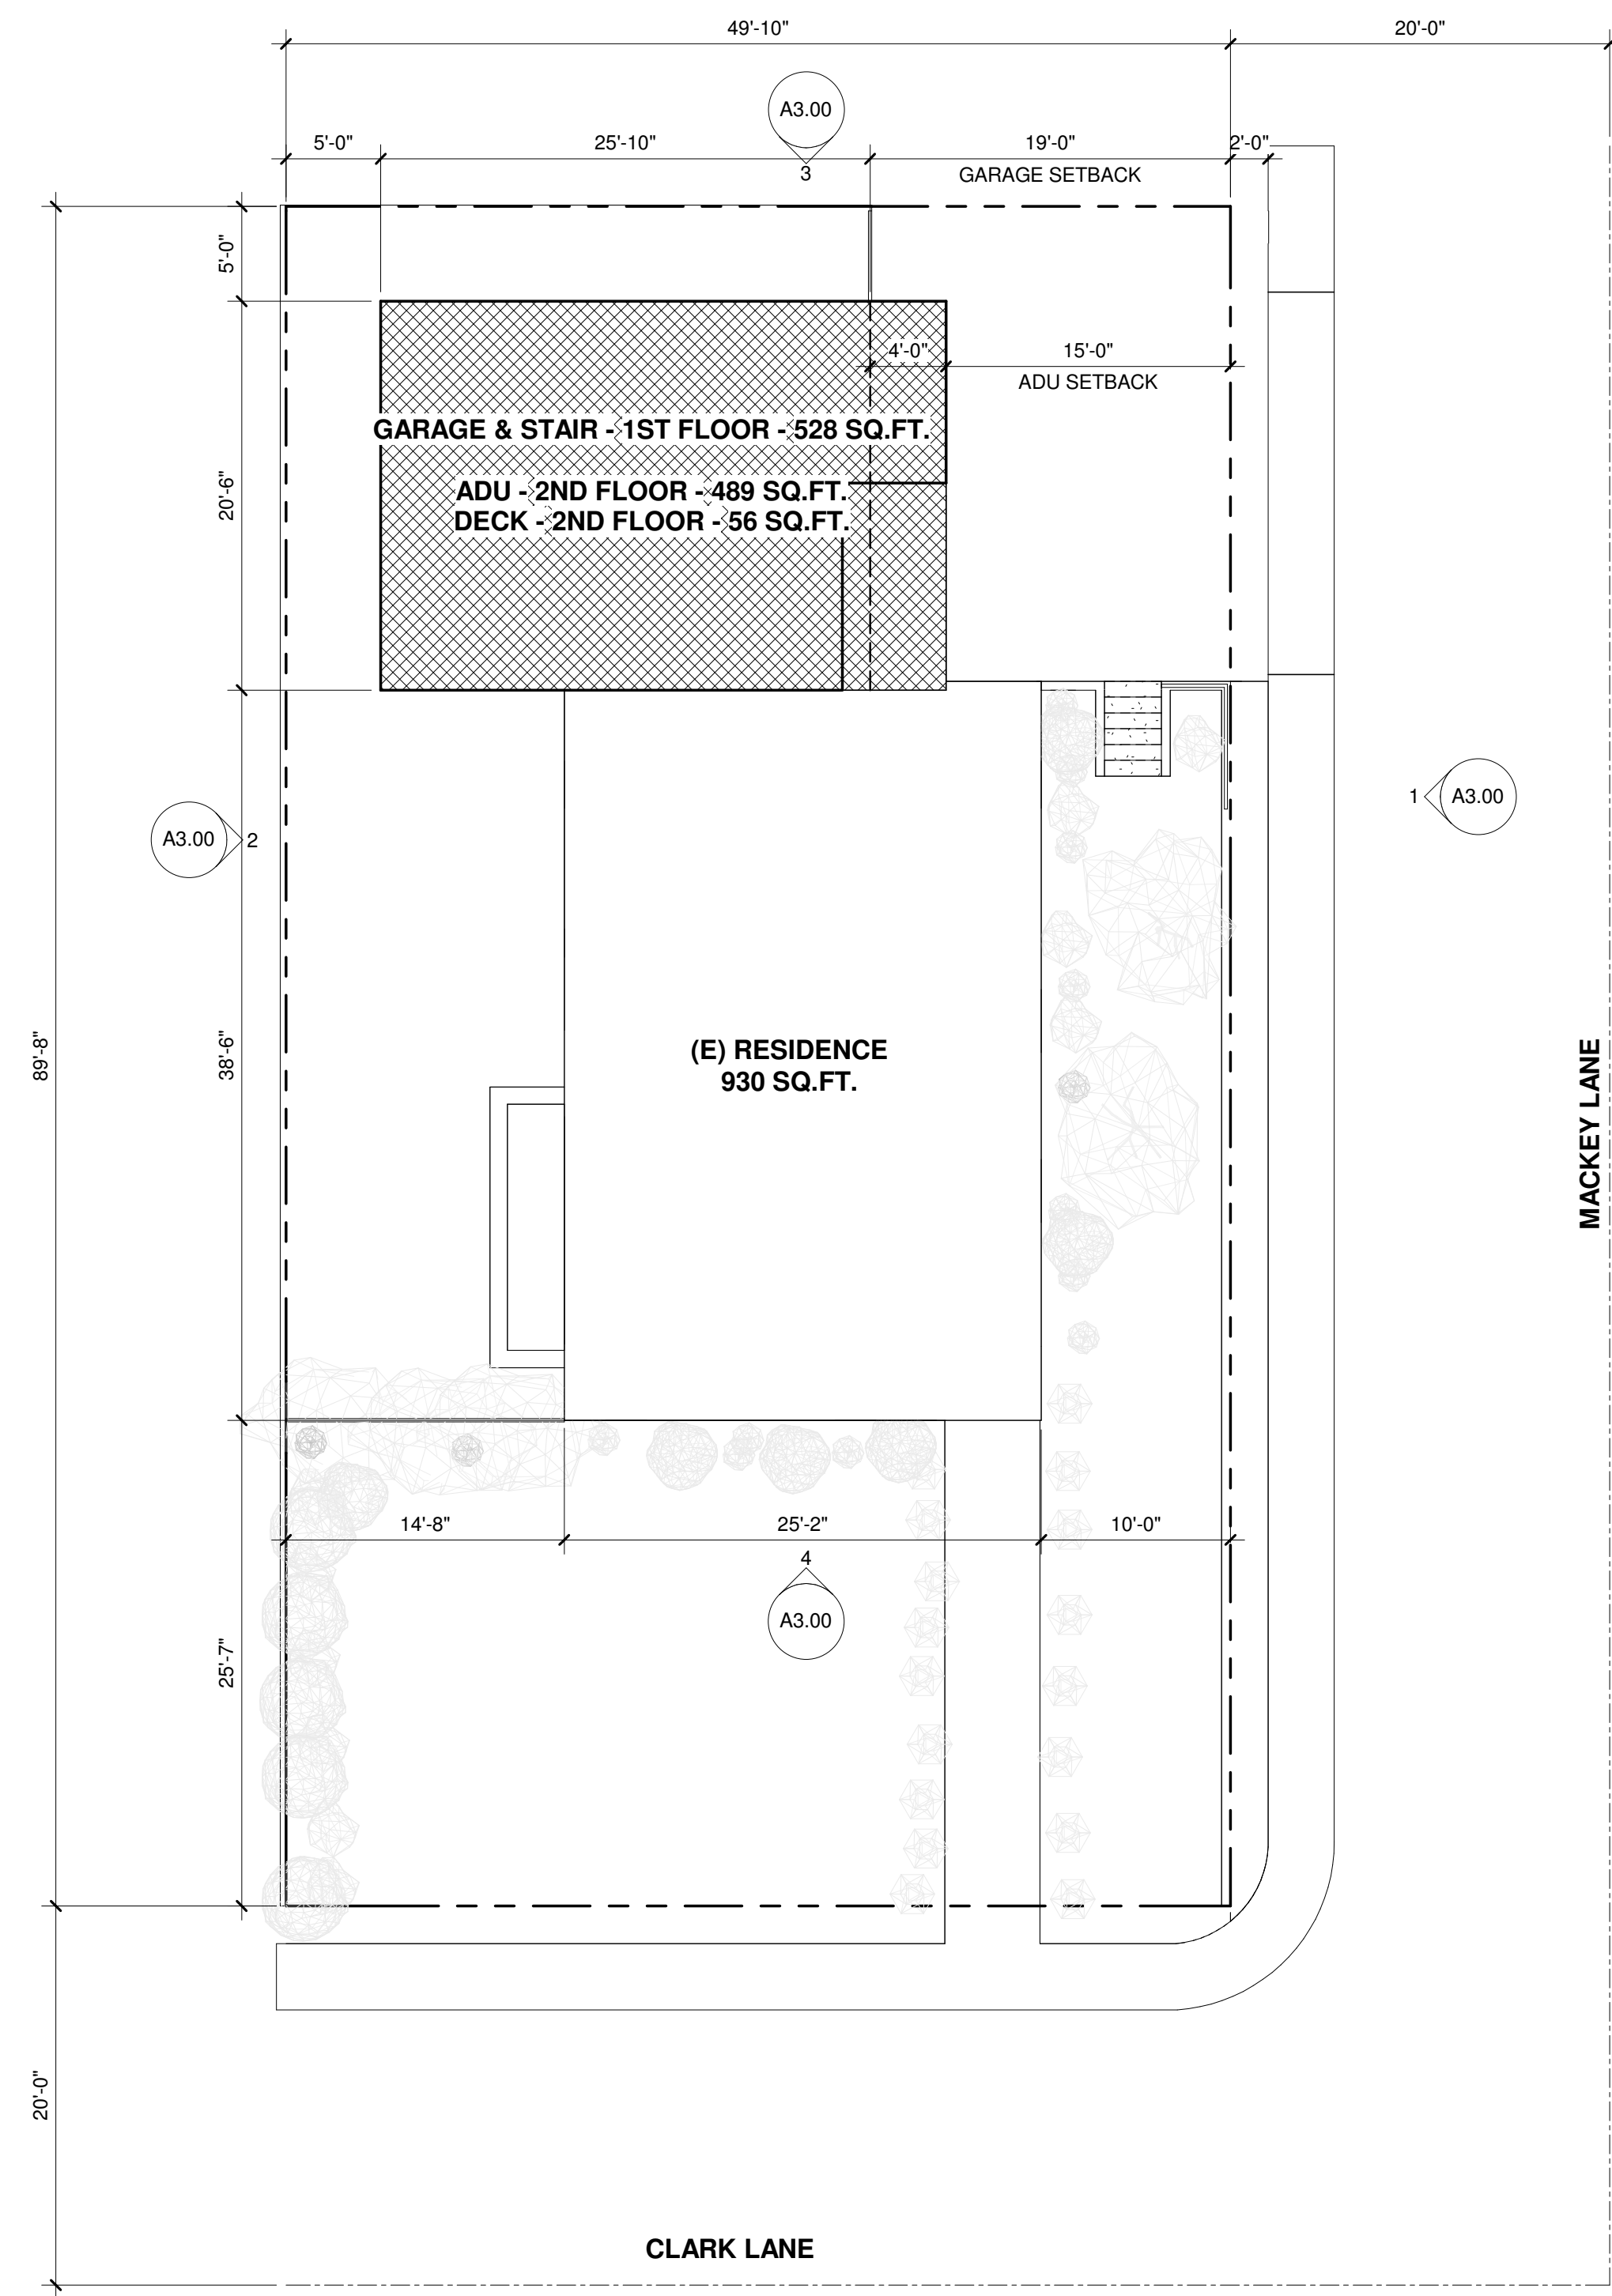 49'-10"
20'-0"
A3.00
3
5'-0"
25'-10"
19'-0"
2'-0"
GARAGE SETBACK
5'-0"
4'-0"
15'-0"
ADU SETBACK
GARAGE & STAIR - 1ST FLOOR - 528 SQ.FT.
ADU - 2ND FLOOR - 489 SQ.FT.
DECK - 2ND FLOOR - 56 SQ.FT.
20'-6"
A3.00
2
1
A3.00
89'-8"
38'-6"
(E) RESIDENCE
930 SQ.FT.
MACKEY LANE
14'-8"
25'-2"
10'-0"
4
A3.00
25'-7"
20'-0"
CLARK LANE